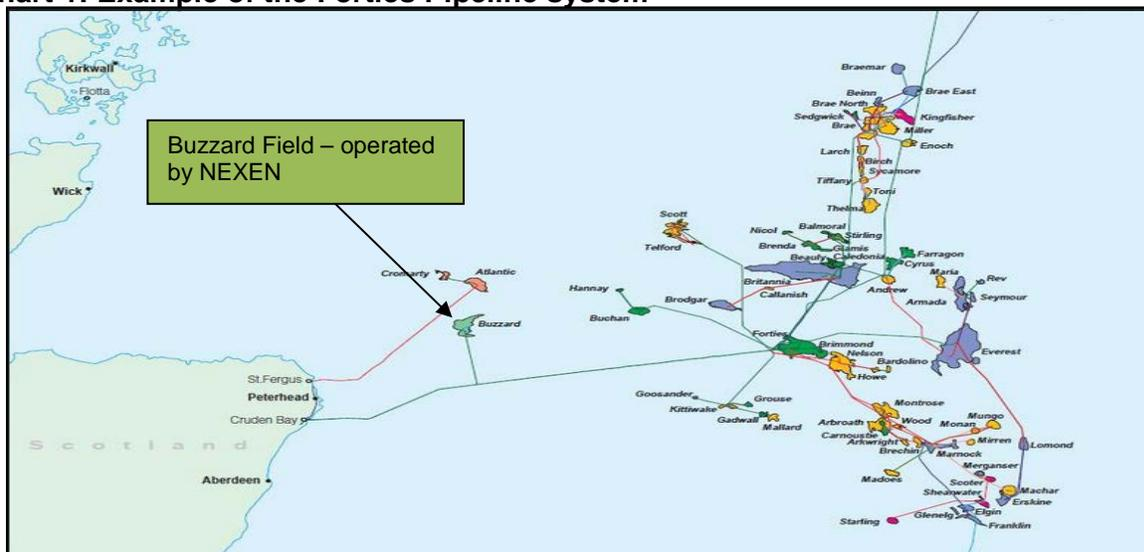 Chart 1: Example of the Forties Pipeline System
Kirkwall
Flotta
Wick
Buzzard Field – operated
by NEXEN
Braemar
Beinn
Brae East
Brae North
Sedgwick
Kingfisher
Brae
Miller
Enoch
Larch
Birch
Sycamore
Tiffany
Toni
Thelma
Scott
Telford
Nicol
Balmoral
Stirling
Brenda
Glamis
Beauly
Caledonia
Farragon
Cyrus
Cromarty
Atlantic
Maria
Rev
Britannia
Andrew
Armada
Seymour
Hannay
Callanish
Brodgar
Buchan
Buzzard
Forties
Brimmond
Nelson
Bardolino
Everest
Howe
St.Fergus
Peterhead
Cruden Bay
Goosander
Grouse
Kittiwake
Gadwall
Mallard
Montrose
Arbroath
Wood
Mungo
Carnoustie
Monan
Arkwright
Mirren
Brechin
Marnock
Lomond
Scotland
Aberdeen
Merganser
Madoes
Scoter
Shearwater
Machar
Erskine
Starling
Elgin
Glenelg
Franklin